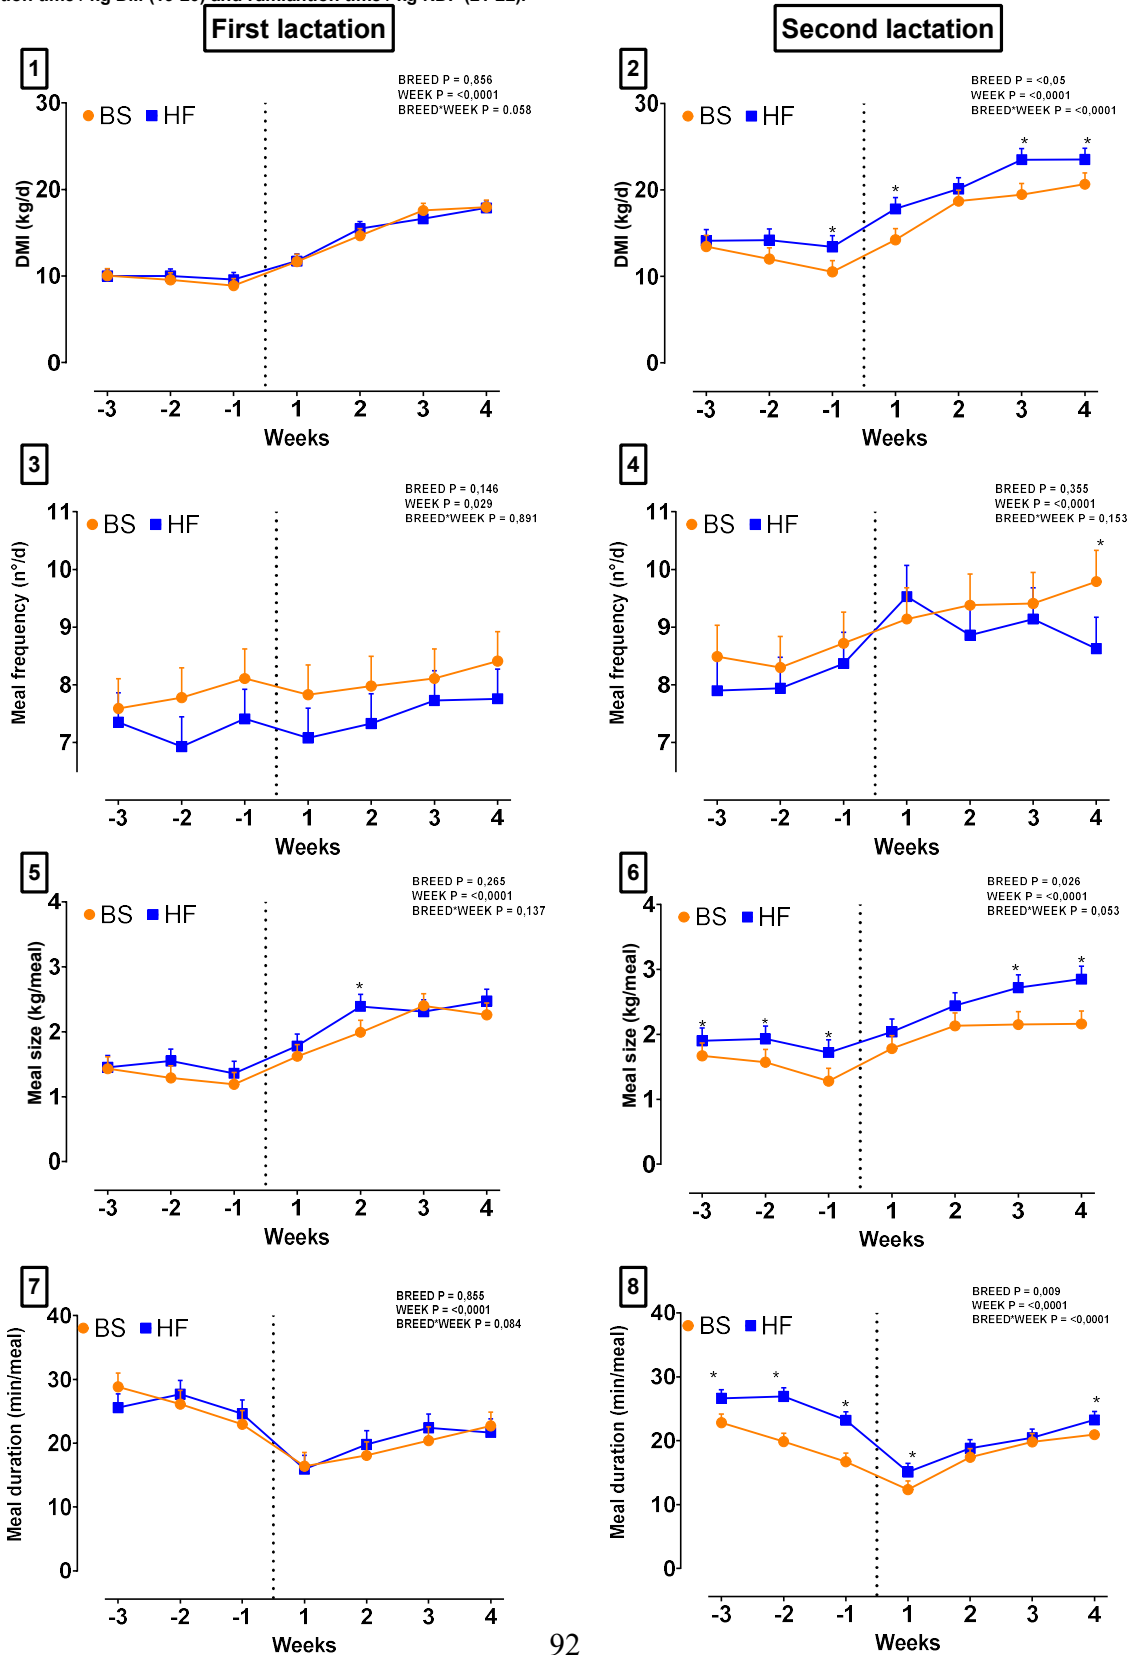 First lactation
Second lactation
1
BREED P = 0,856
WEEK P = <0,0001
BREED*WEEK P = 0.058
BS HF
30
20
10
0
DMI (kg/d)
-3 -2 -1 1 2 3 4
Weeks
2
BREED P = <0,05
WEEK P = <0,0001
BREED*WEEK P = <0,0001
BS HF
30
20
10
0
DMI (kg/d)
* * * *
-3 -2 -1 1 2 3 4
Weeks
3
BREED P = 0,146
WEEK P = 0,029
BREED*WEEK P = 0,891
BS HF
11
10
9
8
7
Meal frequency (n°/d)
-3 -2 -1 1 2 3 4
Weeks
4
BREED P = 0,355
WEEK P = <0,0001
BREED*WEEK P = 0,153
BS HF
11
10
9
8
7
Meal frequency (n°/d)
*
-3 -2 -1 1 2 3 4
Weeks
5
BREED P = 0,265
WEEK P = <0,0001
BREED*WEEK P = 0,137
BS HF
4
3
2
1
0
Meal size (kg/meal)
*
-3 -2 -1 1 2 3 4
Weeks
6
BREED P = 0,026
WEEK P = <0,0001
BREED*WEEK P = 0,053
BS HF
4
3
2
1
0
Meal size (kg/meal)
* * * * *
-3 -2 -1 1 2 3 4
Weeks
7
BREED P = 0,855
WEEK P = <0,0001
BREED*WEEK P = 0,084
BS HF
40
30
20
10
0
Meal duration (min/meal)
-3 -2 -1 1 2 3 4
Weeks
8
BREED P = 0,009
WEEK P = <0,0001
BREED*WEEK P = <0,0001
BS HF
40
30
20
10
0
Meal duration (min/meal)
* * * * *
-3 -2 -1 1 2 3 4
Weeks
92